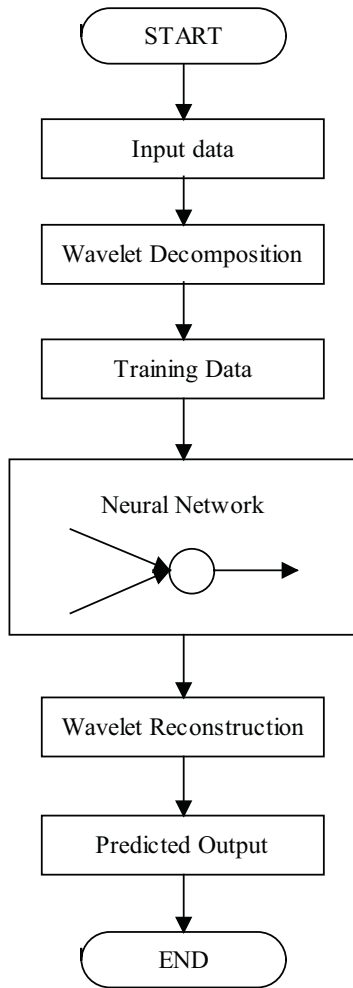 START
Input data
Wavelet Decomposition
Training Data
Neural Network
Wavelet Reconstruction
Predicted Output
END